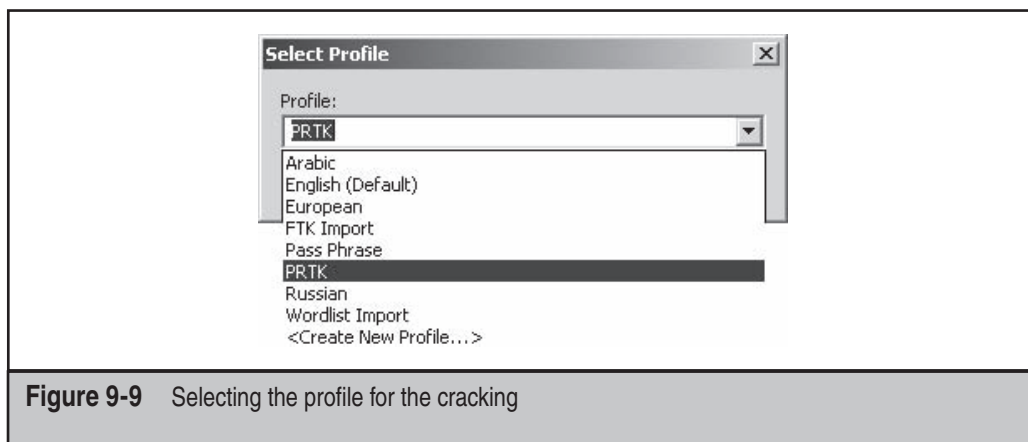 Select Profile
Profile:
PRTK
Arabic
English (Default)
European
FTK Import
Pass Phrase
PRTK
Russian
Wordlist Import
<Create New Profile...>
Figure 9-9 Selecting the profile for the cracking